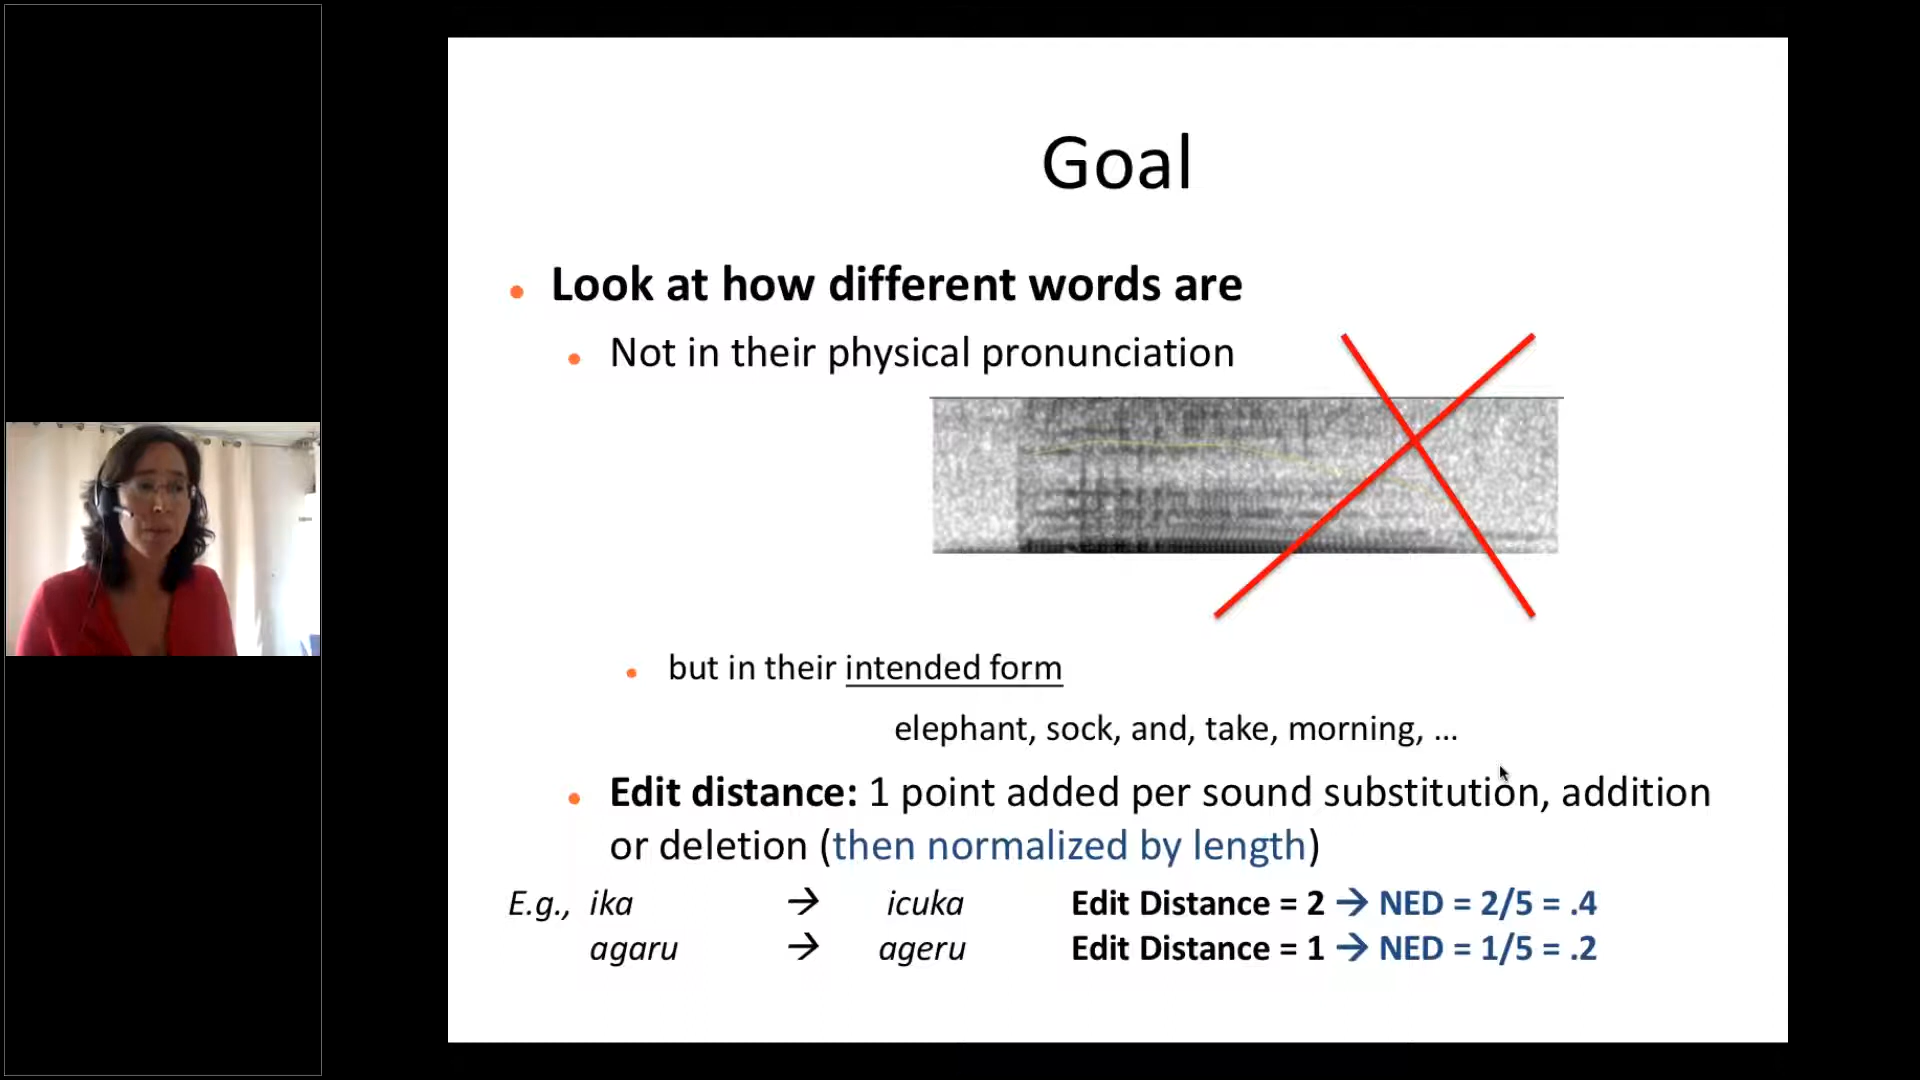 Goal
• Look at how different words are
• Not in their physical pronunciation
• but in their intended form
elephant, sock, and, take, morning, ...
• Edit distance: 1 point added per sound substitution, addition
or deletion (then normalized by length)
E.g., ika → icuka Edit Distance = 2 → NED = 2/5 = .4
agaru → ageru Edit Distance = 1 → NED = 1/5 = .2